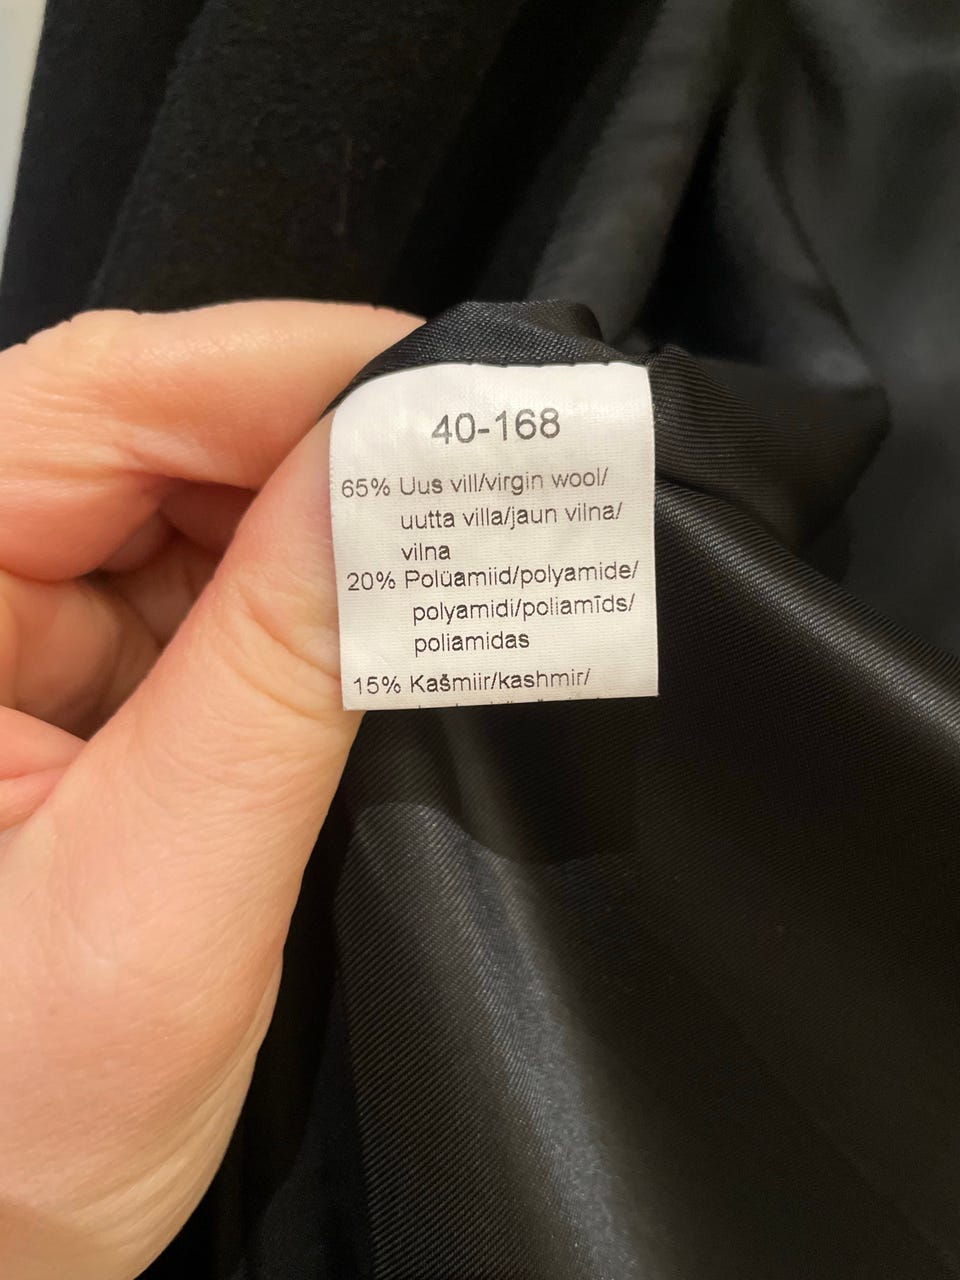 40-168
65% Uus vill/virgin wool/
uutta villa/jaun vilna/
vilna
20% Polüamiid/polyamide/
polyamidi/poliamīds/
poliamidas
15% Kašmiir/kashmir/